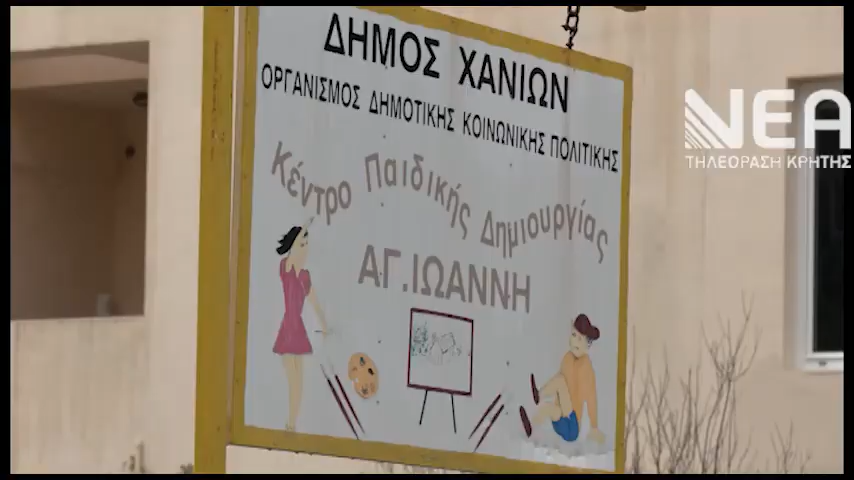 ΔΗΜΟΣ ΧΑΝΙΩΝ
ΟΡΓΑΝΙΣΜΟΣ ΔΗΜΟΤΙΚΗΣ ΚΟΙΝΩΝΙΚΗΣ ΠΟΛΙΤΙΚΗΣ
Κέντρο Παιδικής Δημιουργίας
ΑΓ.ΙΩΑΝΝΗ
ΝΕΑ
ΤΗΛΕΟΡΑΣΗ ΚΡΗΤΗΣ